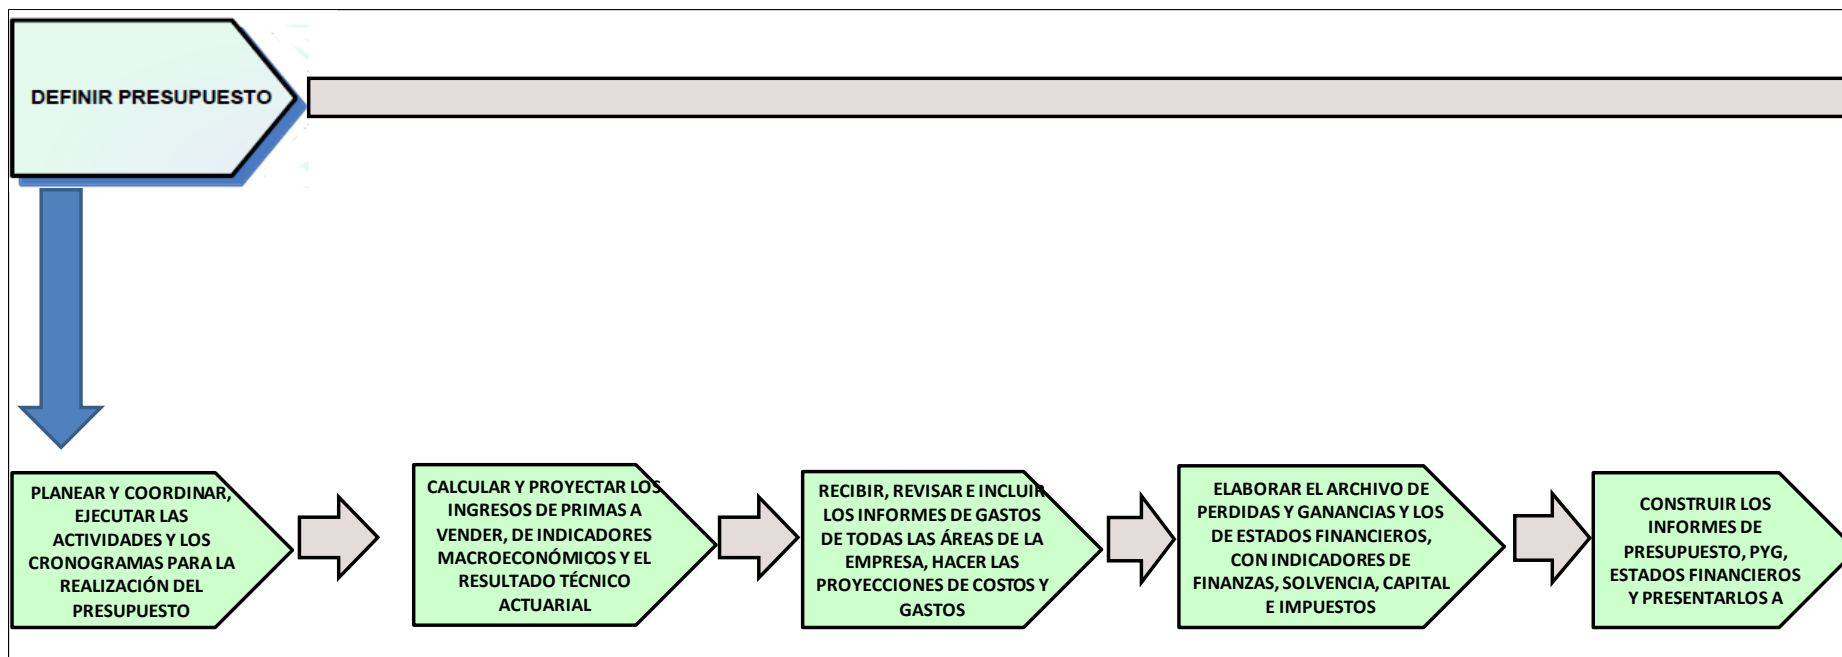 DEFINIR PRESUPUESTO
PLANEAR Y COORDINAR,
EJECUTAR LAS
ACTIVIDADES Y LOS
CRONOGRAMAS PARA LA
REALIZACIÓN DEL
PRESUPUESTO
CALCULAR Y PROYECTAR LOS
INGRESOS DE PRIMAS A
VENDER, DE INDICADORES
MACROECONÓMICOS Y EL
RESULTADO TÉCNICO
ACTUARIAL
RECIBIR, REVISAR E INCLUIR
LOS INFORMES DE GASTOS
DE TODAS LAS ÁREAS DE LA
EMPRESA, HACER LAS
PROYECCIONES DE COSTOS Y
GASTOS
ELABORAR EL ARCHIVO DE
PERDIDAS Y GANANCIAS Y LOS
DE ESTADOS FINANCIEROS,
CON INDICADORES DE
FINANZAS, SOLVENCIA, CAPITAL
E IMPUESTOS
CONSTRUIR LOS
INFORMES DE
PRESUPUESTO, PYG,
ESTADOS FINANCIEROS
Y PRESENTARLOS A